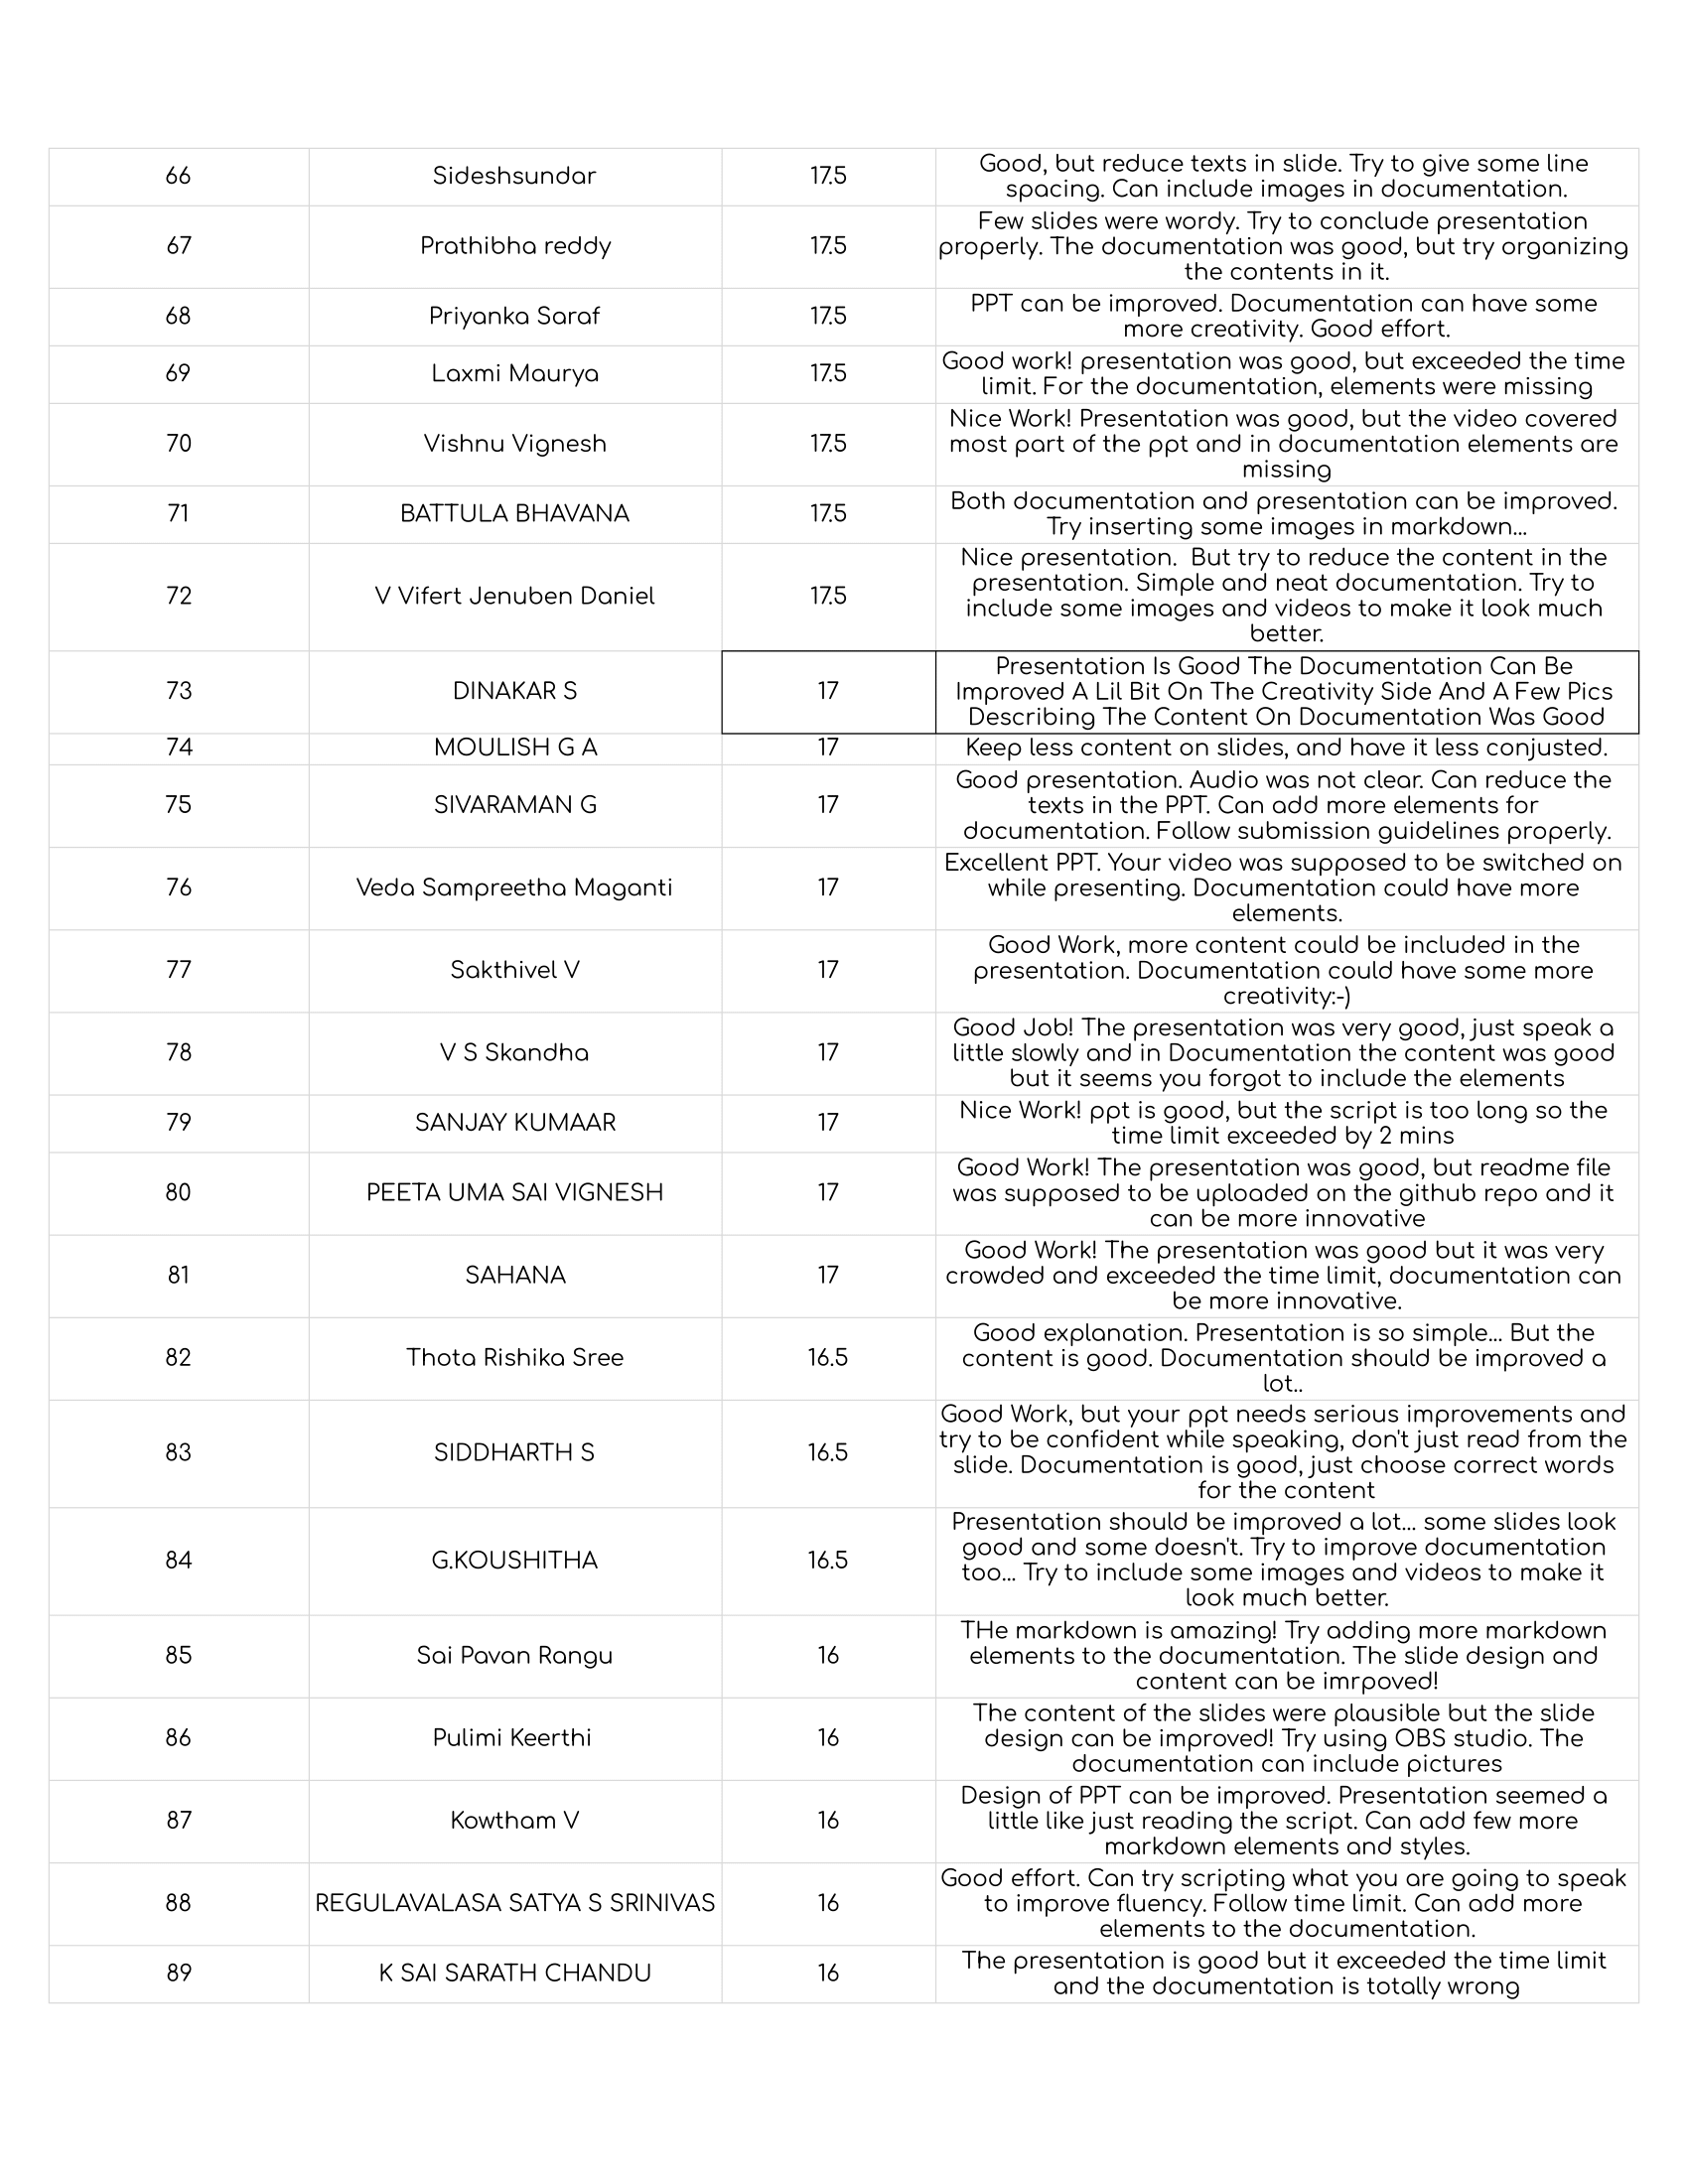 66 Sideshsundar 17.5 Good, but reduce texts in slide. Try to give some line
spacing. Can include images in documentation.
67 Prathibha reddy 17.5 Few slides were wordy. Try to conclude presentation
properly. The documentation was good, but try organizing
the contents in it.
68 Priyanka Saraf 17.5 PPT can be improved. Documentation can have some
more creativity. Good effort.
69 Laxmi Maurya 17.5 Good work! presentation was good, but exceeded the time
limit. For the documentation, elements were missing
70 Vishnu Vignesh 17.5 Nice Work! Presentation was good, but the video covered
most part of the ppt and in documentation elements are
missing
71 BATTULA BHAVANA 17.5 Both documentation and presentation can be improved.
Try inserting some images in markdown...
72 V Vifert Jenuben Daniel 17.5 Nice presentation.  But try to reduce the content in the
presentation. Simple and neat documentation. Try to
include some images and videos to make it look much
better.
73 DINAKAR S 17 Presentation Is Good The Documentation Can Be
Improved A Lil Bit On The Creativity Side And A Few Pics
Describing The Content On Documentation Was Good
74 MOULISH G A 17 Keep less content on slides, and have it less conjusted.
75 SIVARAMAN G 17 Good presentation. Audio was not clear. Can reduce the
texts in the PPT. Can add more elements for
documentation. Follow submission guidelines properly.
76 Veda Sampreetha Maganti 17 Excellent PPT. Your video was supposed to be switched on
while presenting. Documentation could have more
elements.
77 Sakthivel V 17 Good Work, more content could be included in the
presentation. Documentation could have some more
creativity:-)
78 V S Skandha 17 Good Job! The presentation was very good, just speak a
little slowly and in Documentation the content was good
but it seems you forgot to include the elements
79 SANJAY KUMAAR 17 Nice Work! ppt is good, but the script is too long so the
time limit exceeded by 2 mins
80 PEETA UMA SAI VIGNESH 17 Good Work! The presentation was good, but readme file
was supposed to be uploaded on the github repo and it
can be more innovative
81 SAHANA 17 Good Work! The presentation was good but it was very
crowded and exceeded the time limit, documentation can
be more innovative.
82 Thota Rishika Sree 16.5 Good explanation. Presentation is so simple... But the
content is good. Documentation should be improved a
lot..
83 SIDDHARTH S 16.5 Good Work, but your ppt needs serious improvements and
try to be confident while speaking, don't just read from the
slide. Documentation is good, just choose correct words
for the content
84 G.KOUSHITHA 16.5 Presentation should be improved a lot... some slides look
good and some doesn't. Try to improve documentation
too... Try to include some images and videos to make it
look much better.
85 Sai Pavan Rangu 16 THe markdown is amazing! Try adding more markdown
elements to the documentation. The slide design and
content can be imrpoved!
86 Pulimi Keerthi 16 The content of the slides were plausible but the slide
design can be improved! Try using OBS studio. The
documentation can include pictures
87 Kowtham V 16 Design of PPT can be improved. Presentation seemed a
little like just reading the script. Can add few more
markdown elements and styles.
88 REGULAVALASA SATYA S SRINIVAS 16 Good effort. Can try scripting what you are going to speak
to improve fluency. Follow time limit. Can add more
elements to the documentation.
89 K SAI SARATH CHANDU 16 The presentation is good but it exceeded the time limit
and the documentation is totally wrong